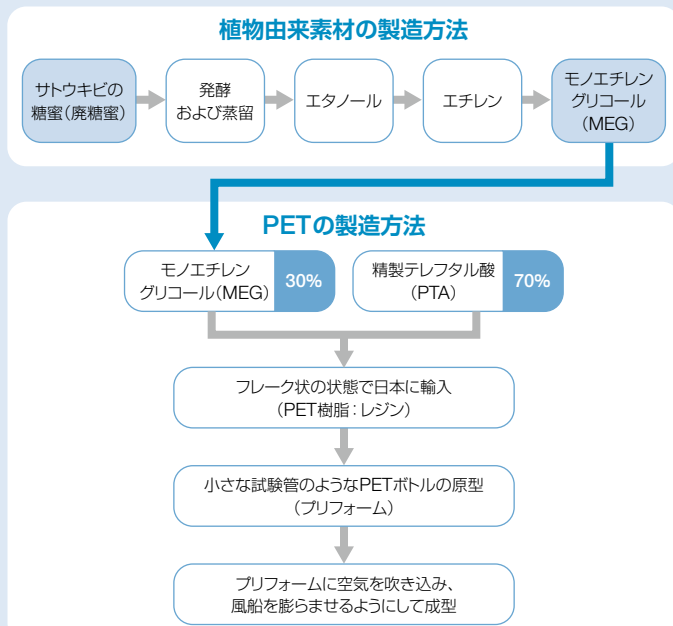 植物由来素材の製造方法
サトウキビの
糖蜜(廃糖蜜)
発酵
および蒸留
エタノール
エチレン
モノエチレン
グリコール
(MEG)
PETの製造方法
モノエチレン
グリコール(MEG)
30%
精製テレフタル酸
(PTA)
70%
フレーク状の状態で日本に輸入
(PET樹脂:レジン)
小さな試験管のようなPETボトルの原型
(プリフォーム)
プリフォームに空気を吹き込み、
風船を膨らませるようにして成型